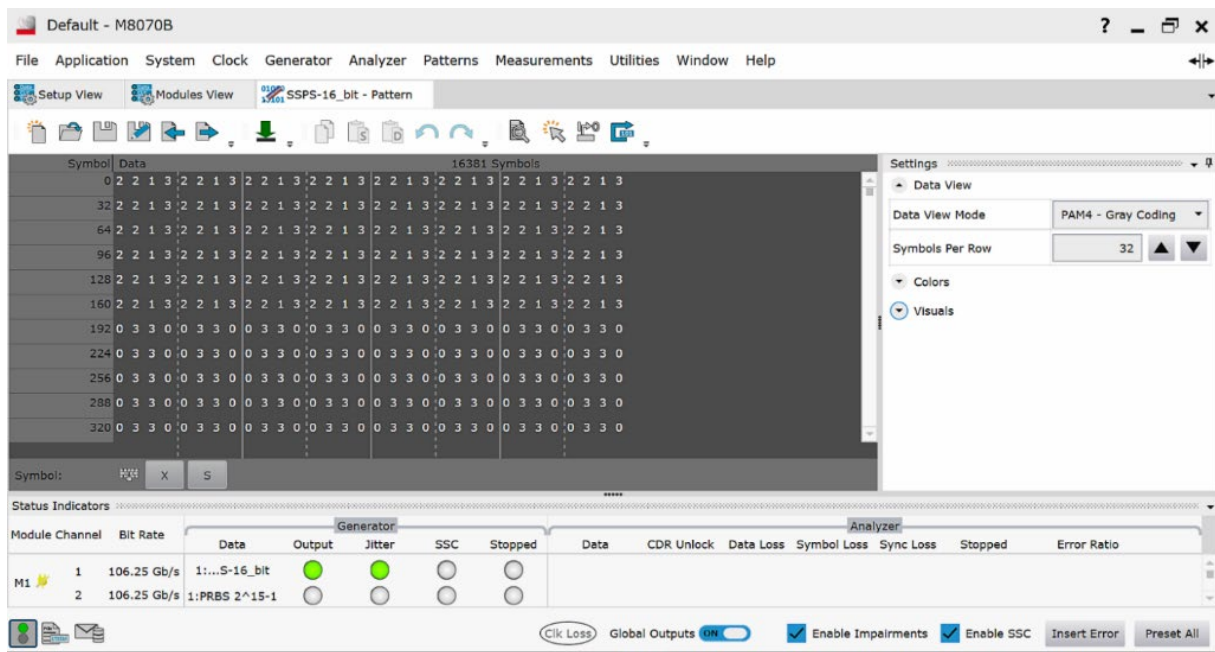 Default - M8070B
?
File Application System Clock Generator Analyzer Patterns Measurements Utilities Window Help
Setup View Modules View SSPS-16_bit - Pattern
Symbol Data 16381 Symbols
0 2 2 1 3 2 2 1 3 2 2 1 3 2 2 1 3 2 2 1 3 2 2 1 3 2 2 1 3 2 2 1 3
32 2 2 1 3 2 2 1 3 2 2 1 3 2 2 1 3 2 2 1 3 2 2 1 3 2 2 1 3 2 2 1 3
64 2 2 1 3 2 2 1 3 2 2 1 3 2 2 1 3 2 2 1 3 2 2 1 3 2 2 1 3 2 2 1 3
96 2 2 1 3 2 2 1 3 2 2 1 3 2 2 1 3 2 2 1 3 2 2 1 3 2 2 1 3 2 2 1 3
128 2 2 1 3 2 2 1 3 2 2 1 3 2 2 1 3 2 2 1 3 2 2 1 3 2 2 1 3 2 2 1 3
160 2 2 1 3 2 2 1 3 2 2 1 3 2 2 1 3 2 2 1 3 2 2 1 3 2 2 1 3 2 2 1 3
192 0 3 3 0 0 3 3 0 0 3 3 0 0 3 3 0 0 3 3 0 0 3 3 0 0 3 3 0 0 3 3 0
224 0 3 3 0 0 3 3 0 0 3 3 0 0 3 3 0 0 3 3 0 0 3 3 0 0 3 3 0 0 3 3 0
256 0 3 3 0 0 3 3 0 0 3 3 0 0 3 3 0 0 3 3 0 0 3 3 0 0 3 3 0 0 3 3 0
288 0 3 3 0 0 3 3 0 0 3 3 0 0 3 3 0 0 3 3 0 0 3 3 0 0 3 3 0 0 3 3 0
320 0 3 3 0 0 3 3 0 0 3 3 0 0 3 3 0 0 3 3 0 0 3 3 0 0 3 3 0 0 3 3 0
Symbol: X S
Settings
Data View
Data View Mode PAM4 - Gray Coding
Symbols Per Row 32
Colors
Visuals
Status Indicators
Generator Analyzer
Module Channel Bit Rate Data Output Jitter SSC Stopped Data CDR Unlock Data Loss Symbol Loss Sync Loss Stopped Error Ratio
M1
1 106.25 Gb/s 1:...S-16_bit
2 106.25 Gb/s 1:PRBS 2^15-1
Clk Loss Global Outputs ON Enable Impairments Enable SSC Insert Error Preset All